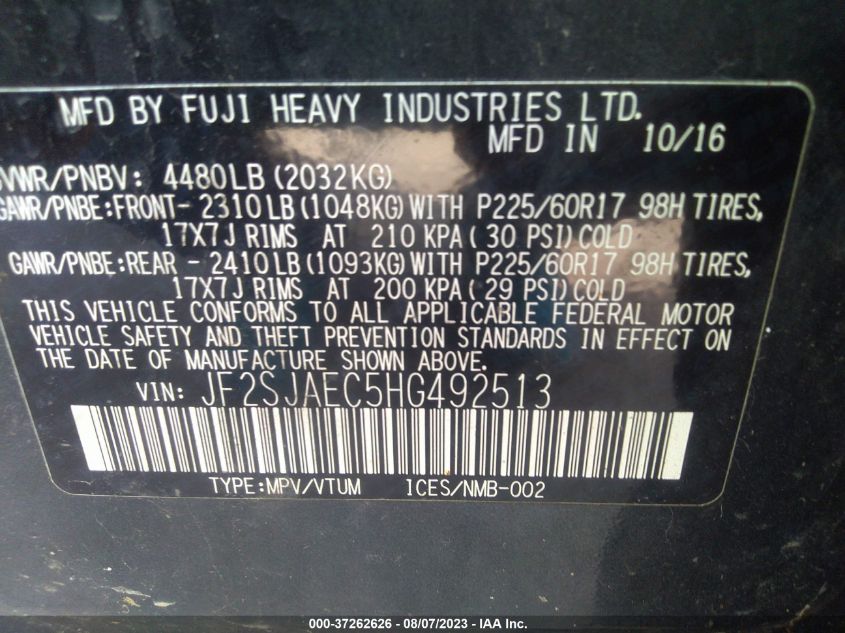 MFD BY FUJI HEAVY INDUSTRIES LTD.
MFD IN 10/16
GVWR/PNBV: 4480LB (2032KG)
GAWR/PNBE:FRONT- 2310LB (1048KG) WITH P225/60R17 98H TIRES,
17X7J RIMS AT 210 KPA ( 30 PSI) COLD
GAWR/PNBE:REAR - 2410LB (1093KG) WITH P225/60R17 98H TIRES,
17X7J RIMS AT 200 KPA ( 29 PSI) COLD
THIS VEHICLE CONFORMS TO ALL APPLICABLE FEDERAL MOTOR
VEHICLE SAFETY AND THEFT PREVENTION STANDARDS IN EFFECT ON
THE DATE OF MANUFACTURE SHOWN ABOVE.
VIN: JF2SJAEC5HG492513
TYPE:MPV/VTUM ICES/NMB-002
000-37262626 - 08/07/2023 - IAA Inc.